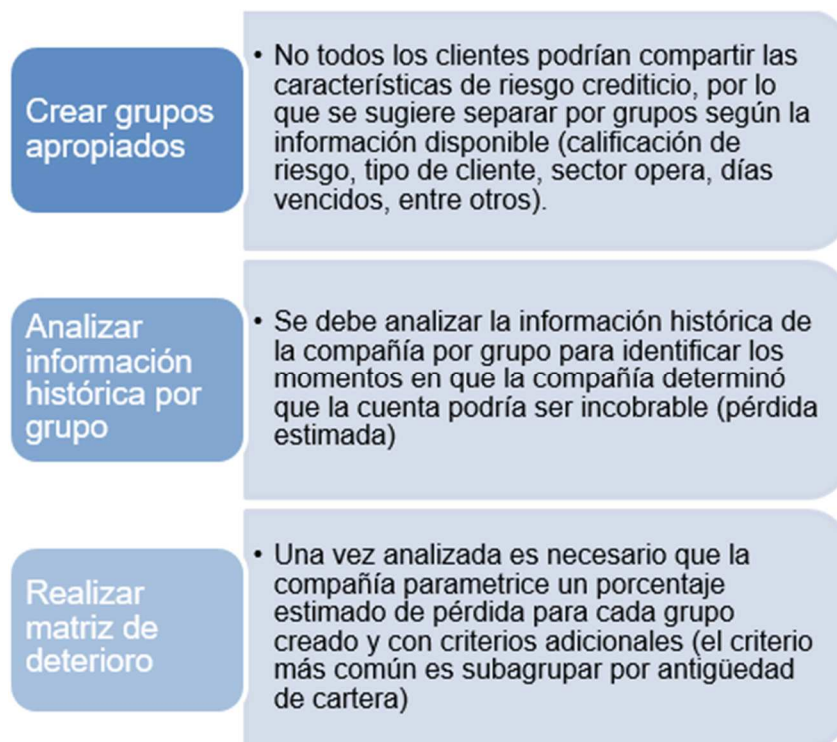 Crear grupos
apropiados
• No todos los clientes podrían compartir las
características de riesgo crediticio, por lo
que se sugiere separar por grupos según la
información disponible (calificación de
riesgo, tipo de cliente, sector opera, días
vencidos, entre otros).
Analizar
información
histórica por
grupo
• Se debe analizar la información histórica de
la compañía por grupo para identificar los
momentos en que la compañía determinó
que la cuenta podría ser incobrable (pérdida
estimada)
Realizar
matriz de
deterioro
• Una vez analizada es necesario que la
compañía parametrice un porcentaje
estimado de pérdida para cada grupo
creado y con criterios adicionales (el criterio
más común es subagrupar por antigüedad
de cartera)